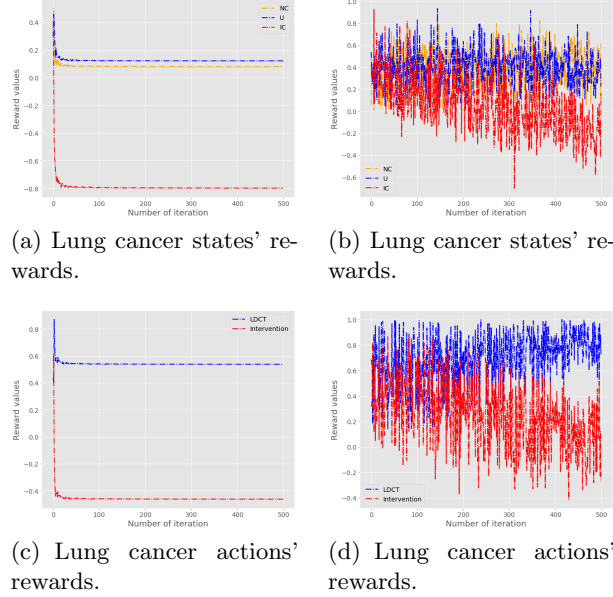 NC
U
IC
Reward values
0.4
0.2
0.0
−0.2
−0.4
−0.6
−0.8
0
100
200
300
400
500
Number of iteration
Reward values
1.0
0.8
0.6
0.4
0.2
0.0
−0.2
−0.4
−0.6
NC
U
IC
0
100
200
300
400
500
Number of iteration
(a) Lung cancer states' re-
wards.
(b) Lung cancer states' re-
wards.
LDCT
Intervention
Reward values
0.8
0.6
0.4
0.2
0.0
−0.2
−0.4
0
100
200
300
400
500
Number of iteration
Reward values
1.0
0.8
0.6
0.4
0.2
0.0
−0.2
−0.4
LDCT
Intervention
0
100
200
300
400
500
Number of iteration
(c) Lung cancer actions'
rewards.
(d) Lung cancer actions'
rewards.